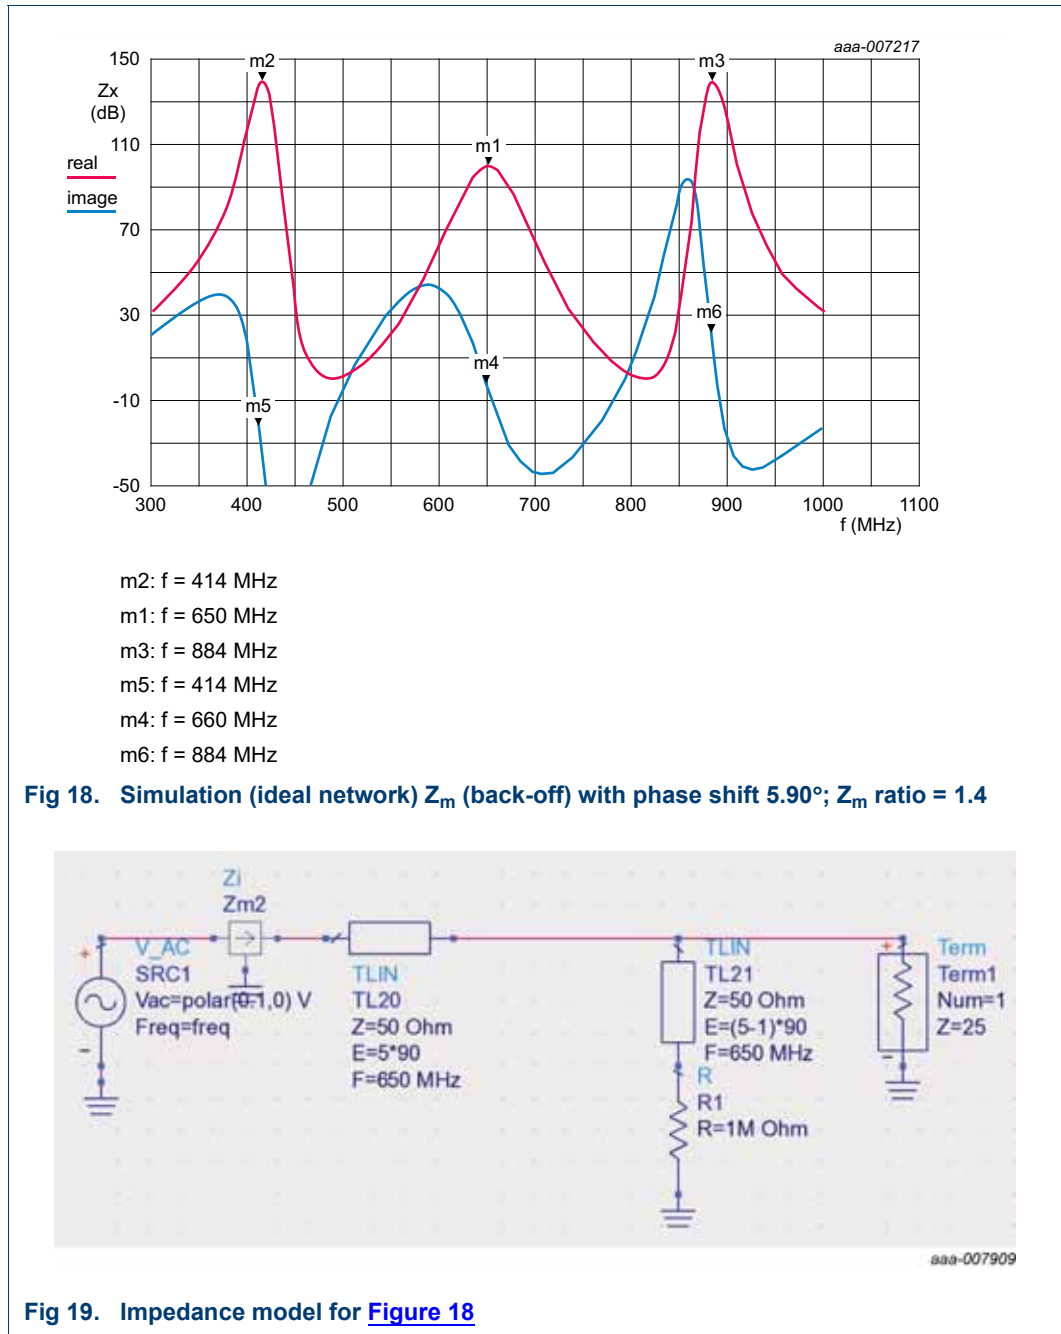 aaa-007217
150
110
70
30
-10
-50
Zx
(dB)
real
image
m2
m3
m1
m6
m4
m5
300 400 500 600 700 800 900 1000 1100
f (MHz)
m2: f = 414 MHz
m1: f = 650 MHz
m3: f = 884 MHz
m5: f = 414 MHz
m4: f = 660 MHz
m6: f = 884 MHz
Fig 18. Simulation (ideal network) Zm (back-off) with phase shift 5.90°; Zm ratio = 1.4
Zi
Zm2
V_AC
SRC1
Vac=polar(0.1,0) V
Freq=freq
TLIN
TL20
Z=50 Ohm
E=5*90
F=650 MHz
TLIN
TL21
Z=50 Ohm
E=(5-1)*90
F=650 MHz
R
R1
R=1M Ohm
Term
Term1
Num=1
Z=25
aaa-007909
Fig 19. Impedance model for Figure 18